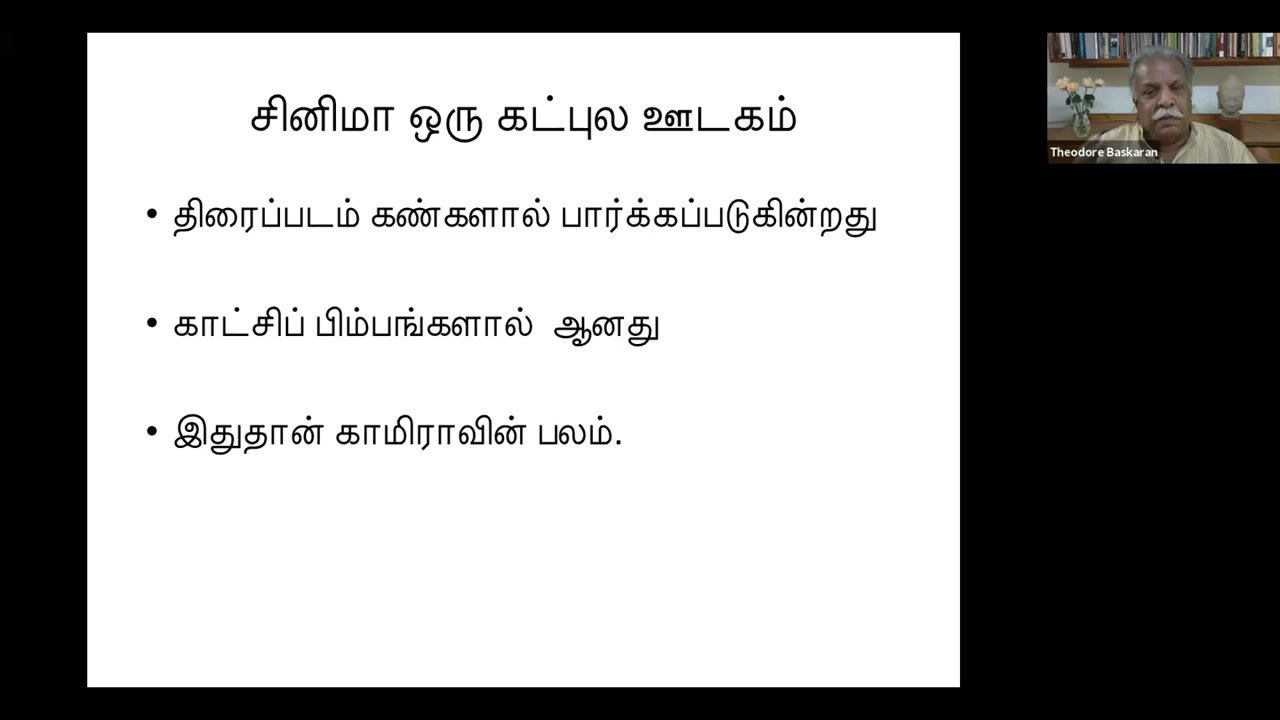 சினிமா ஒரு கட்புல ஊடகம்
• திரைப்படம் கண்களால் பார்க்கப்படுகின்றது
• காட்சிப் பிம்பங்களால் ஆனது
• இதுதான் காமிராவின் பலம்.
Theodore Baskaran